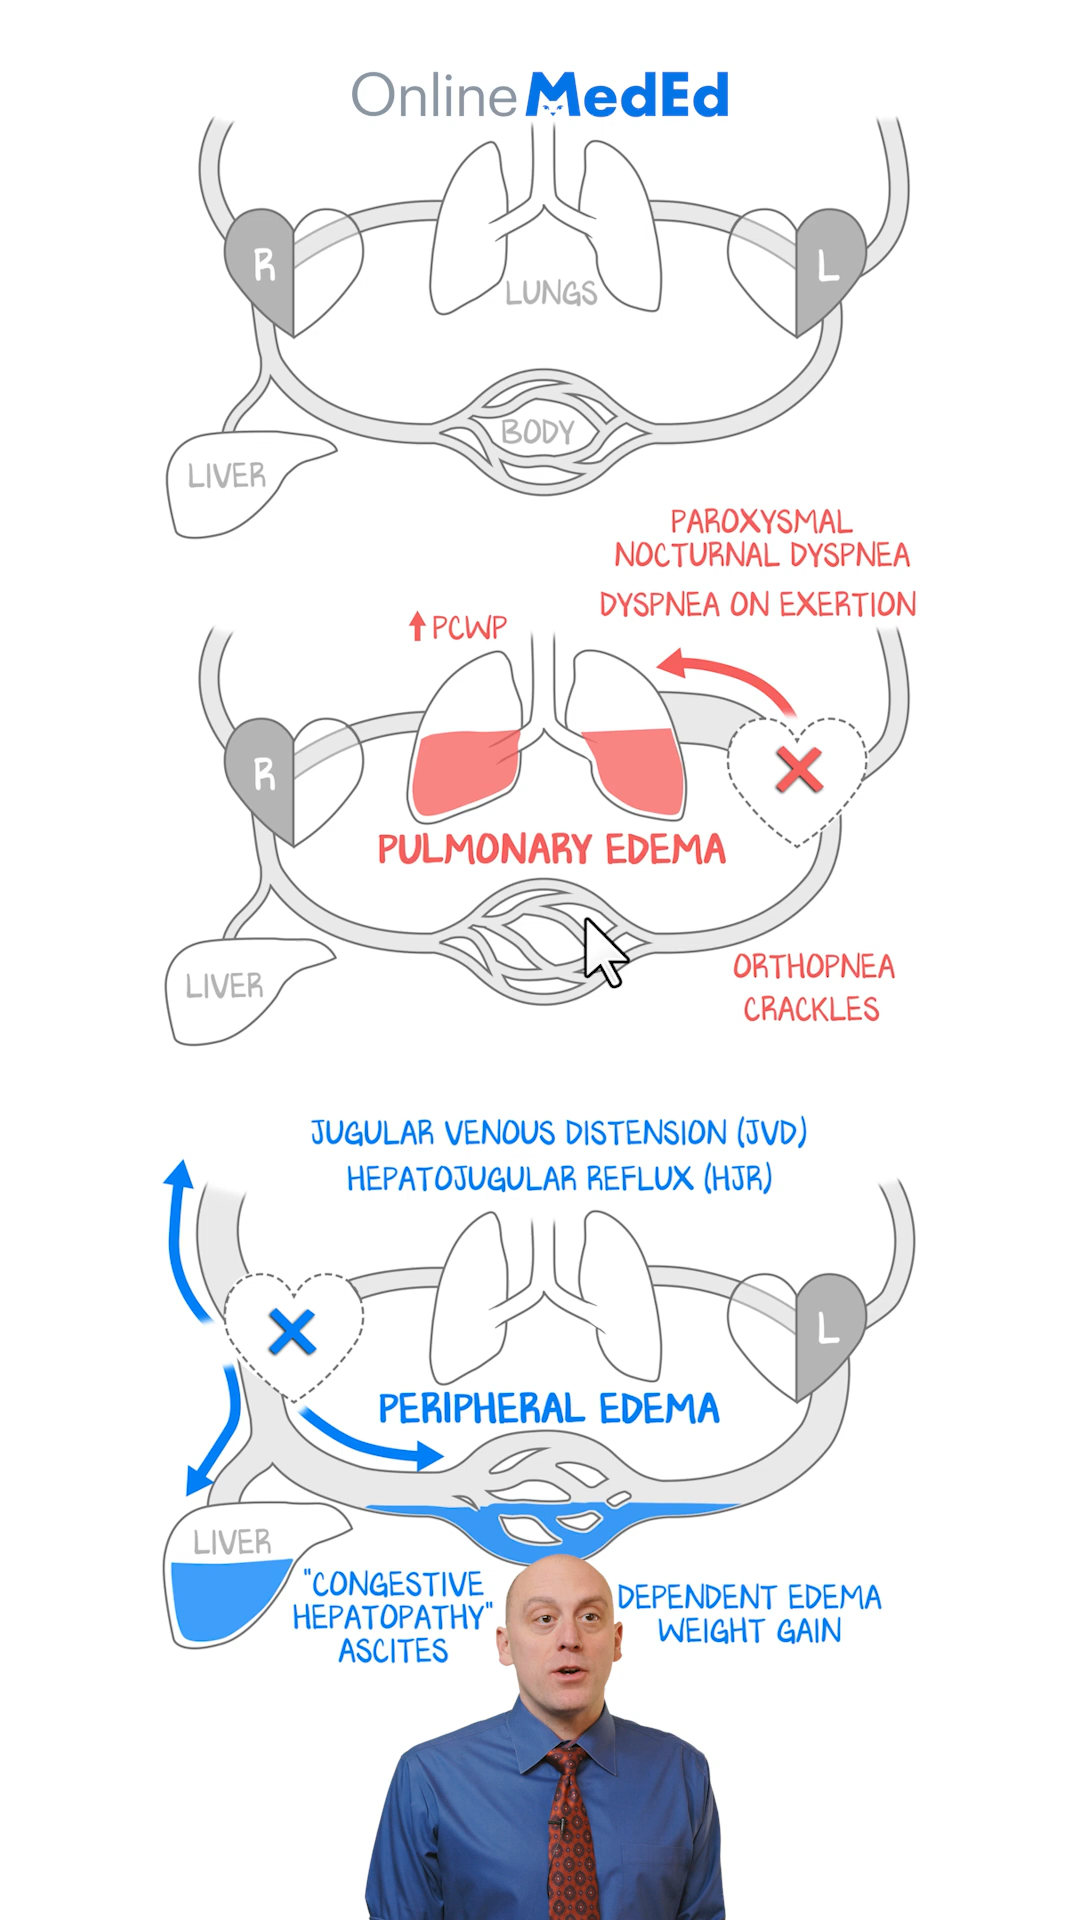 OnlineMedEd
R
L
LUNGS
BODY
LIVER
PAROXYSMAL
NOCTURNAL DYSPNEA
DYSPNEA ON EXERTION
↑ PCWP
R
PULMONARY EDEMA
LIVER
ORTHOPNEA
CRACKLES
JUGULAR VENOUS DISTENSION (JVD)
HEPATOJUGULAR REFLUX (HJR)
L
PERIPHERAL EDEMA
LIVER
"CONGESTIVE
HEPATOPATHY"
ASCITES
DEPENDENT EDEMA
WEIGHT GAIN